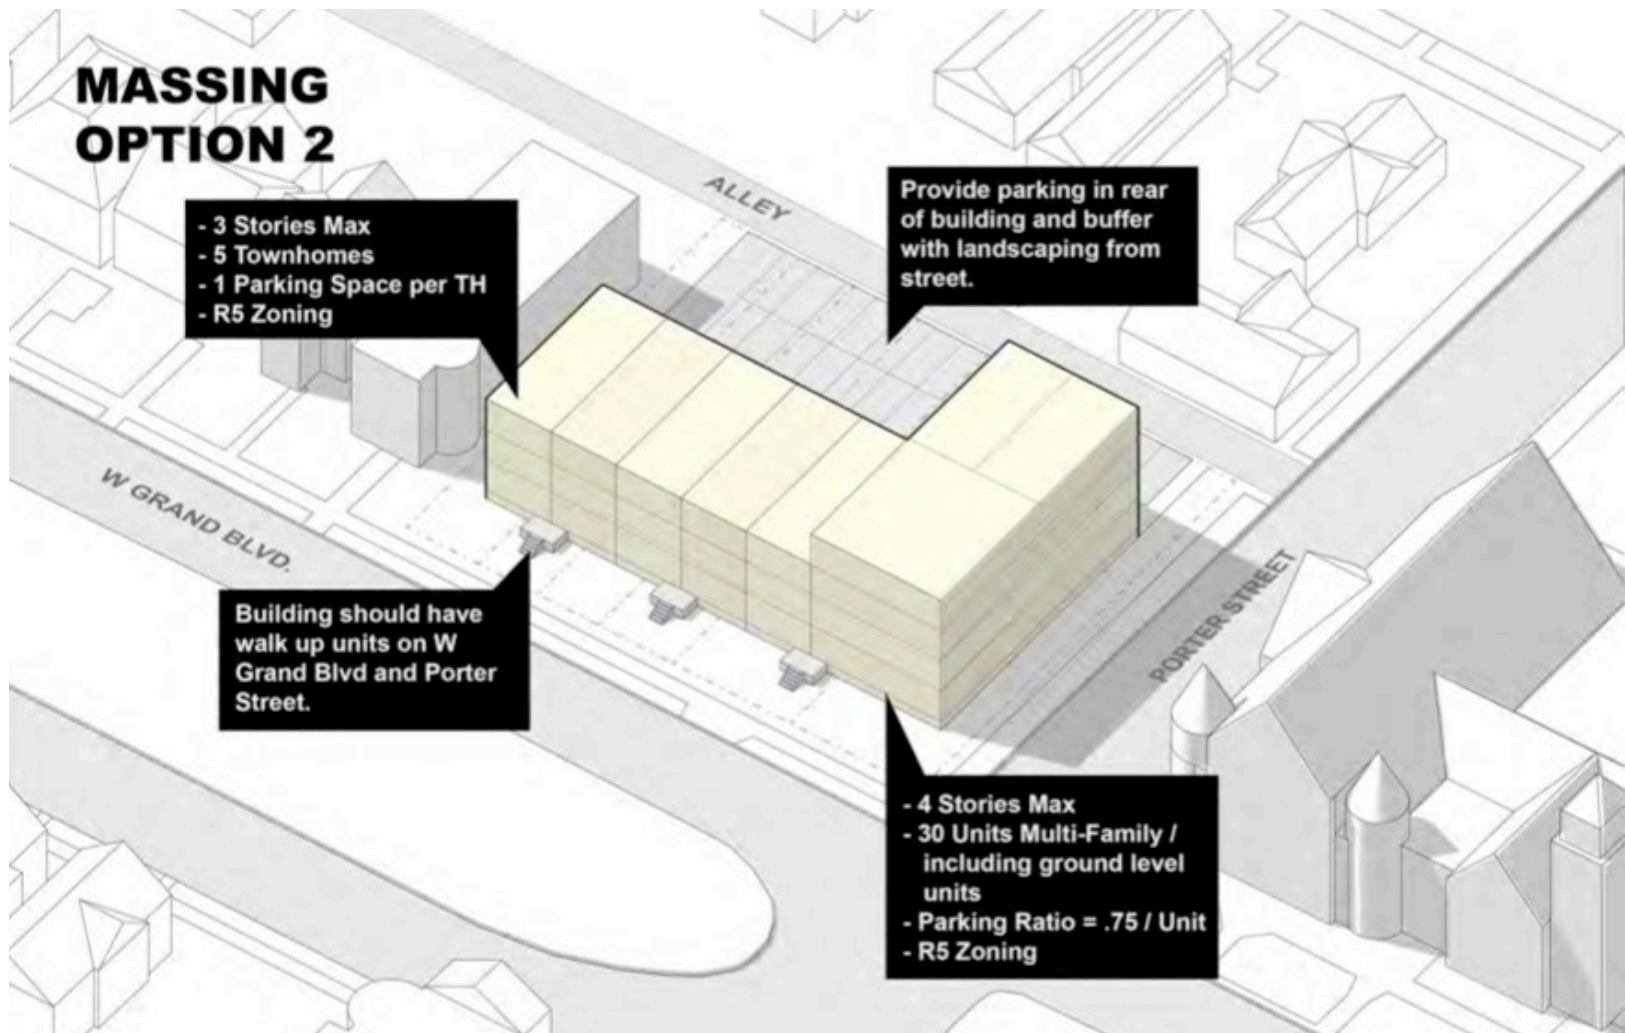 MASSING
OPTION 2
- 3 Stories Max
- 5 Townhomes
- 1 Parking Space per TH
- R5 Zoning
ALLEY
Provide parking in rear
of building and buffer
with landscaping from
street.
W GRAND BLVD.
Building should have
walk up units on W
Grand Blvd and Porter
Street.
PORTER STREET
- 4 Stories Max
- 30 Units Multi-Family /
including ground level
units
- Parking Ratio = .75 / Unit
- R5 Zoning